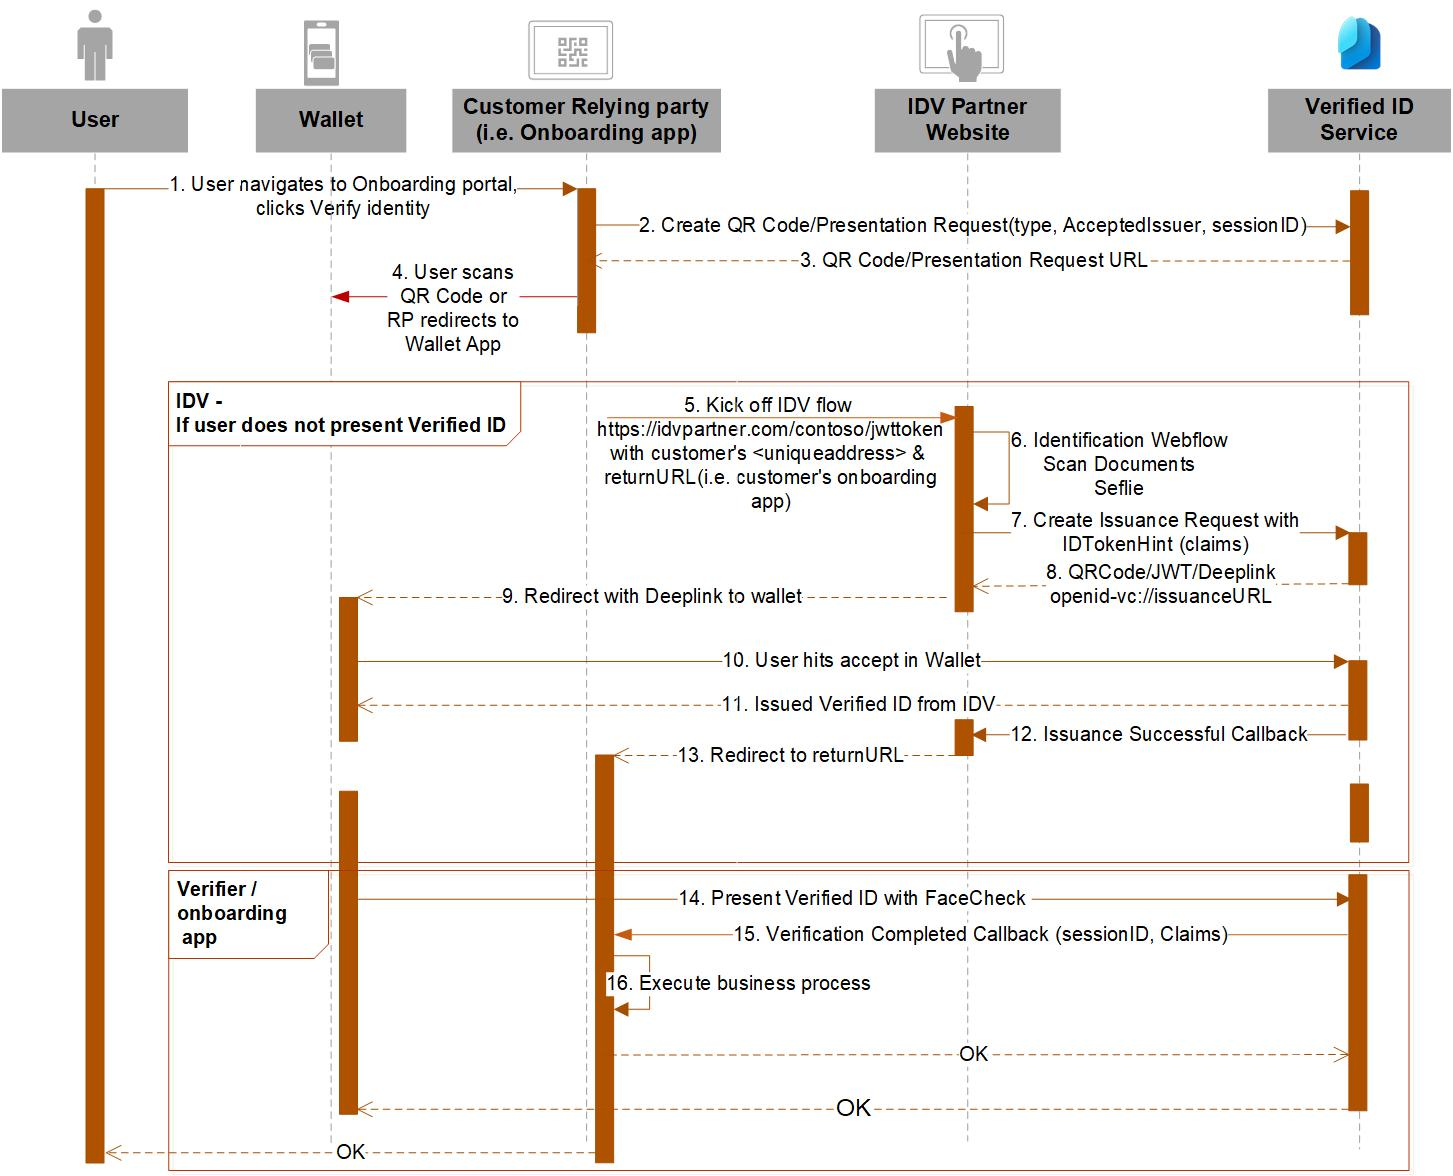 User
Wallet
Customer Relying party
(i.e. Onboarding app)
IDV Partner
Website
Verified ID
Service
1. User navigates to Onboarding portal,
clicks Verify identity
2. Create QR Code/Presentation Request(type, AcceptedIssuer, sessionID)
3. QR Code/Presentation Request URL
4. User scans
QR Code or
RP redirects to
Wallet App
IDV -
If user does not present Verified ID
5. Kick off IDV flow
https://idvpartner.com/contoso/jwttoken
with customer's <uniqueaddress> &
returnURL(i.e. customer's onboarding
app)
6. Identification Webflow
Scan Documents
Seflie
7. Create Issuance Request with
IDTokenHint (claims)
8. QRCode/JWT/Deeplink
openid-vc://issuanceURL
9. Redirect with Deeplink to wallet
10. User hits accept in Wallet
11. Issued Verified ID from IDV
12. Issuance Successful Callback
13. Redirect to returnURL
Verifier /
onboarding
app
14. Present Verified ID with FaceCheck
15. Verification Completed Callback (sessionID, Claims)
16. Execute business process
OK
OK
OK